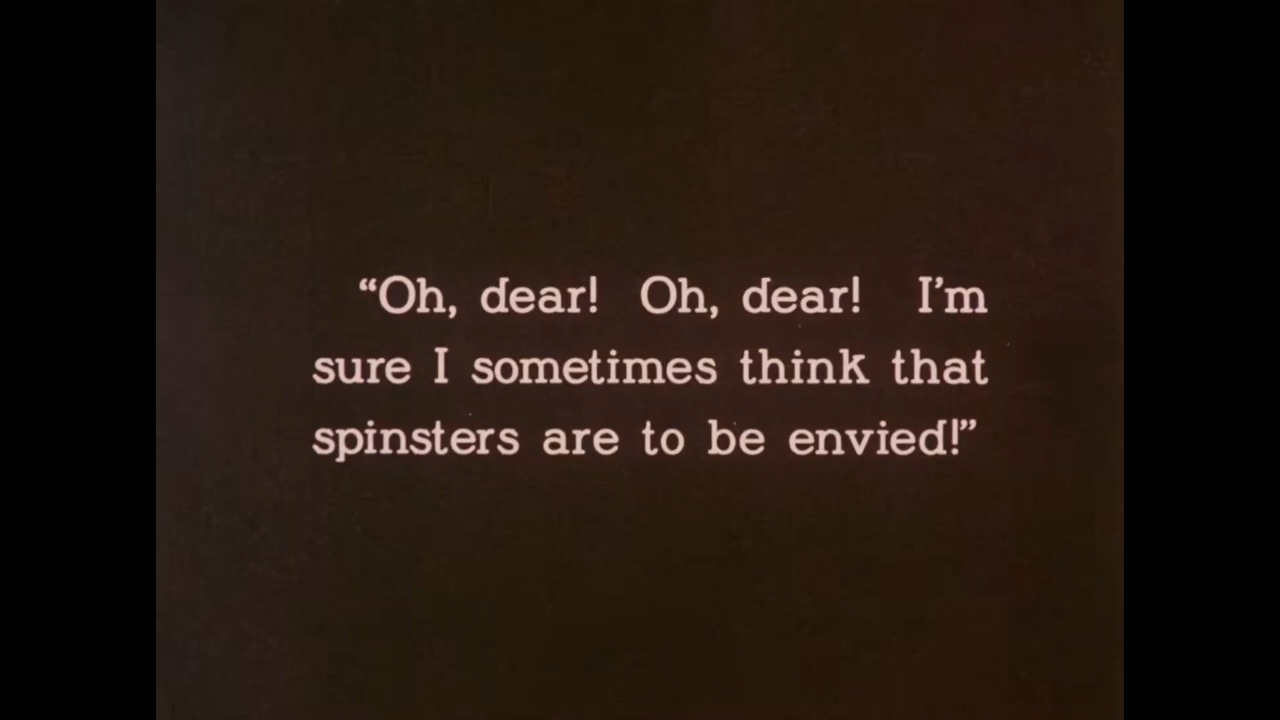 “Oh, dear!  Oh, dear!  I’m
sure I sometimes think that
spinsters are to be envied!”